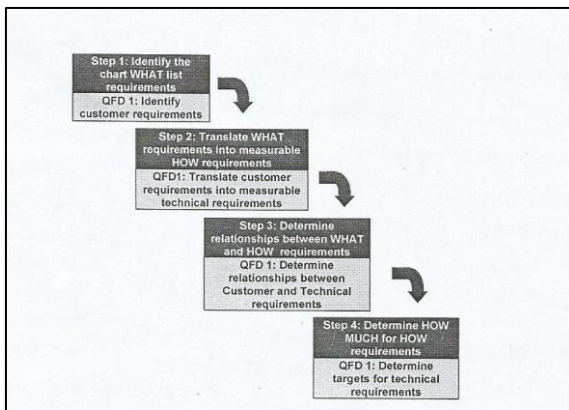 Step 1: Identify the
chart WHAT list
requirements
QFD 1: Identify
customer requirements
Step 2: Translate WHAT
requirements into measurable
HOW requirements
QFD1: Translate customer
requirements into measurable
technical requirements
Step 3: Determine
relationships between WHAT
and HOW requirements
QFD 1: Determine
relationships between
Customer and Technical
requirements
Step 4: Determine HOW
MUCH for HOW
requirements
QFD 1: Determine
targets for technical
requirements